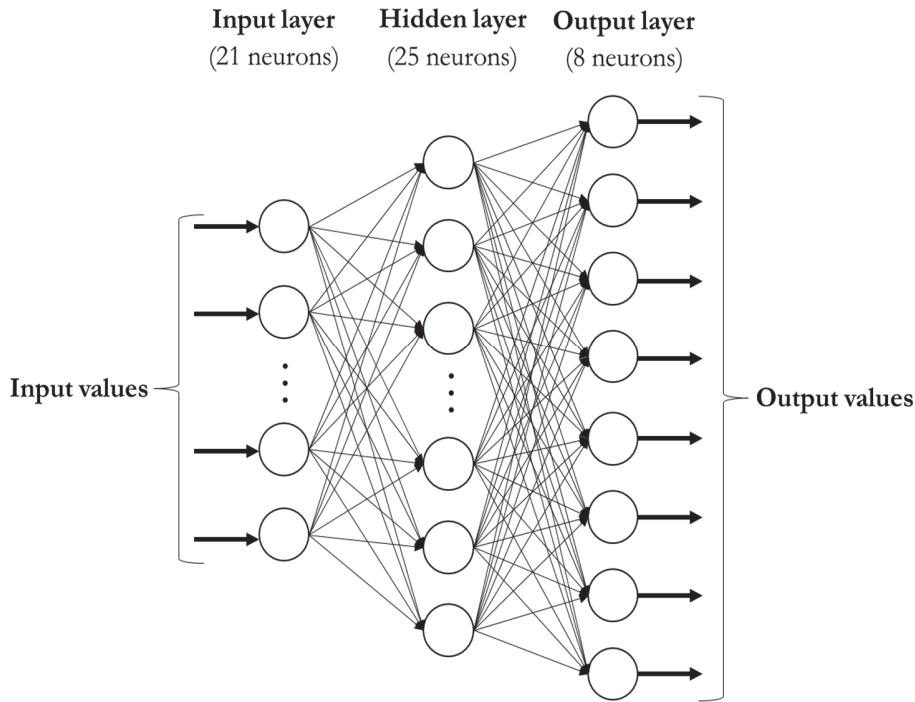 Input layer
(21 neurons)
Hidden layer
(25 neurons)
Output layer
(8 neurons)
Input values
Output values